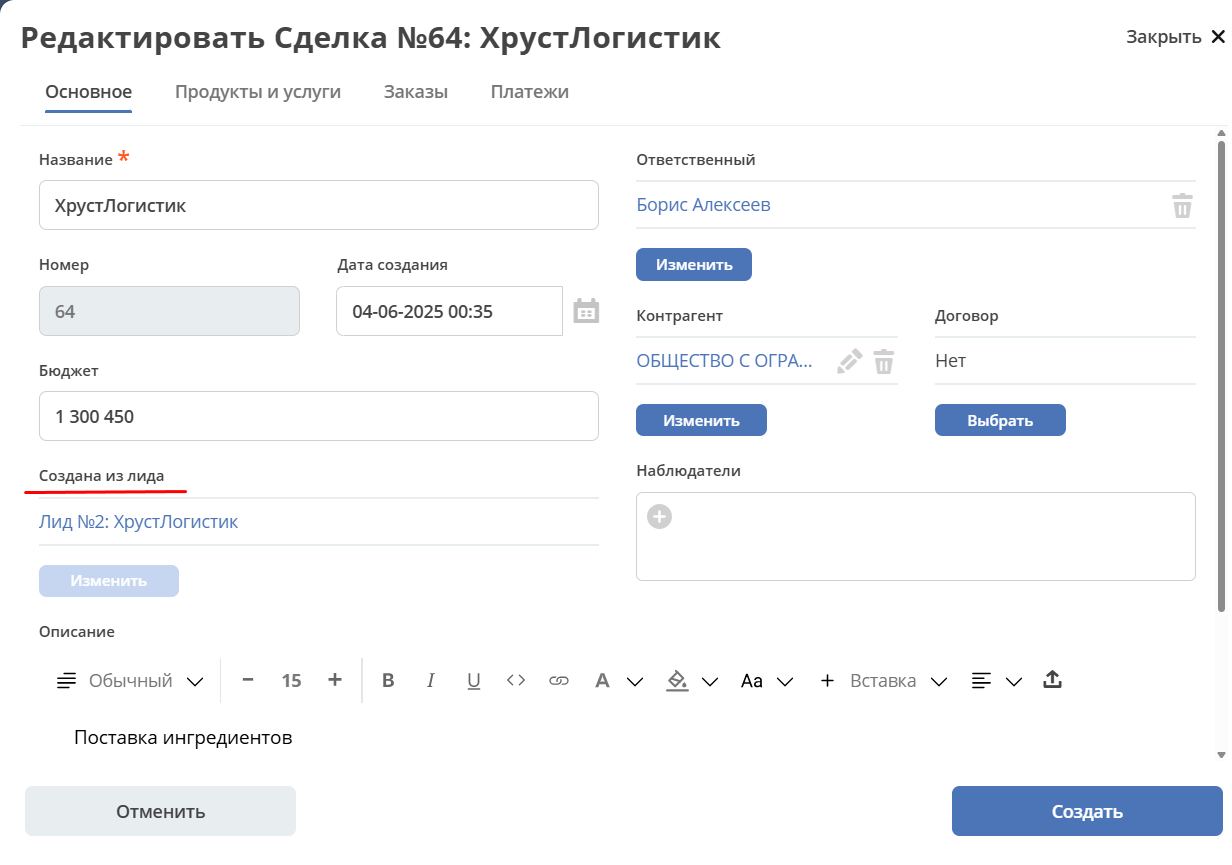 Редактировать Сделка №64: ХрустЛогистик
Закрыть
Основное Продукты и услуги Заказы Платежи
Название *
ХрустЛогистик
Номер Дата создания
64 04-06-2025 00:35
Бюджет
1 300 450
Создана из лида
Лид №2: ХрустЛогистик
Изменить
Ответственный
Борис Алексеев
Изменить
Контрагент Договор
ОБЩЕСТВО С ОГРА... Нет
Изменить Выбрать
Наблюдатели
Описание
Обычный − 15 + B I U <> A Aa + Вставка
Поставка ингредиентов
Отменить Создать